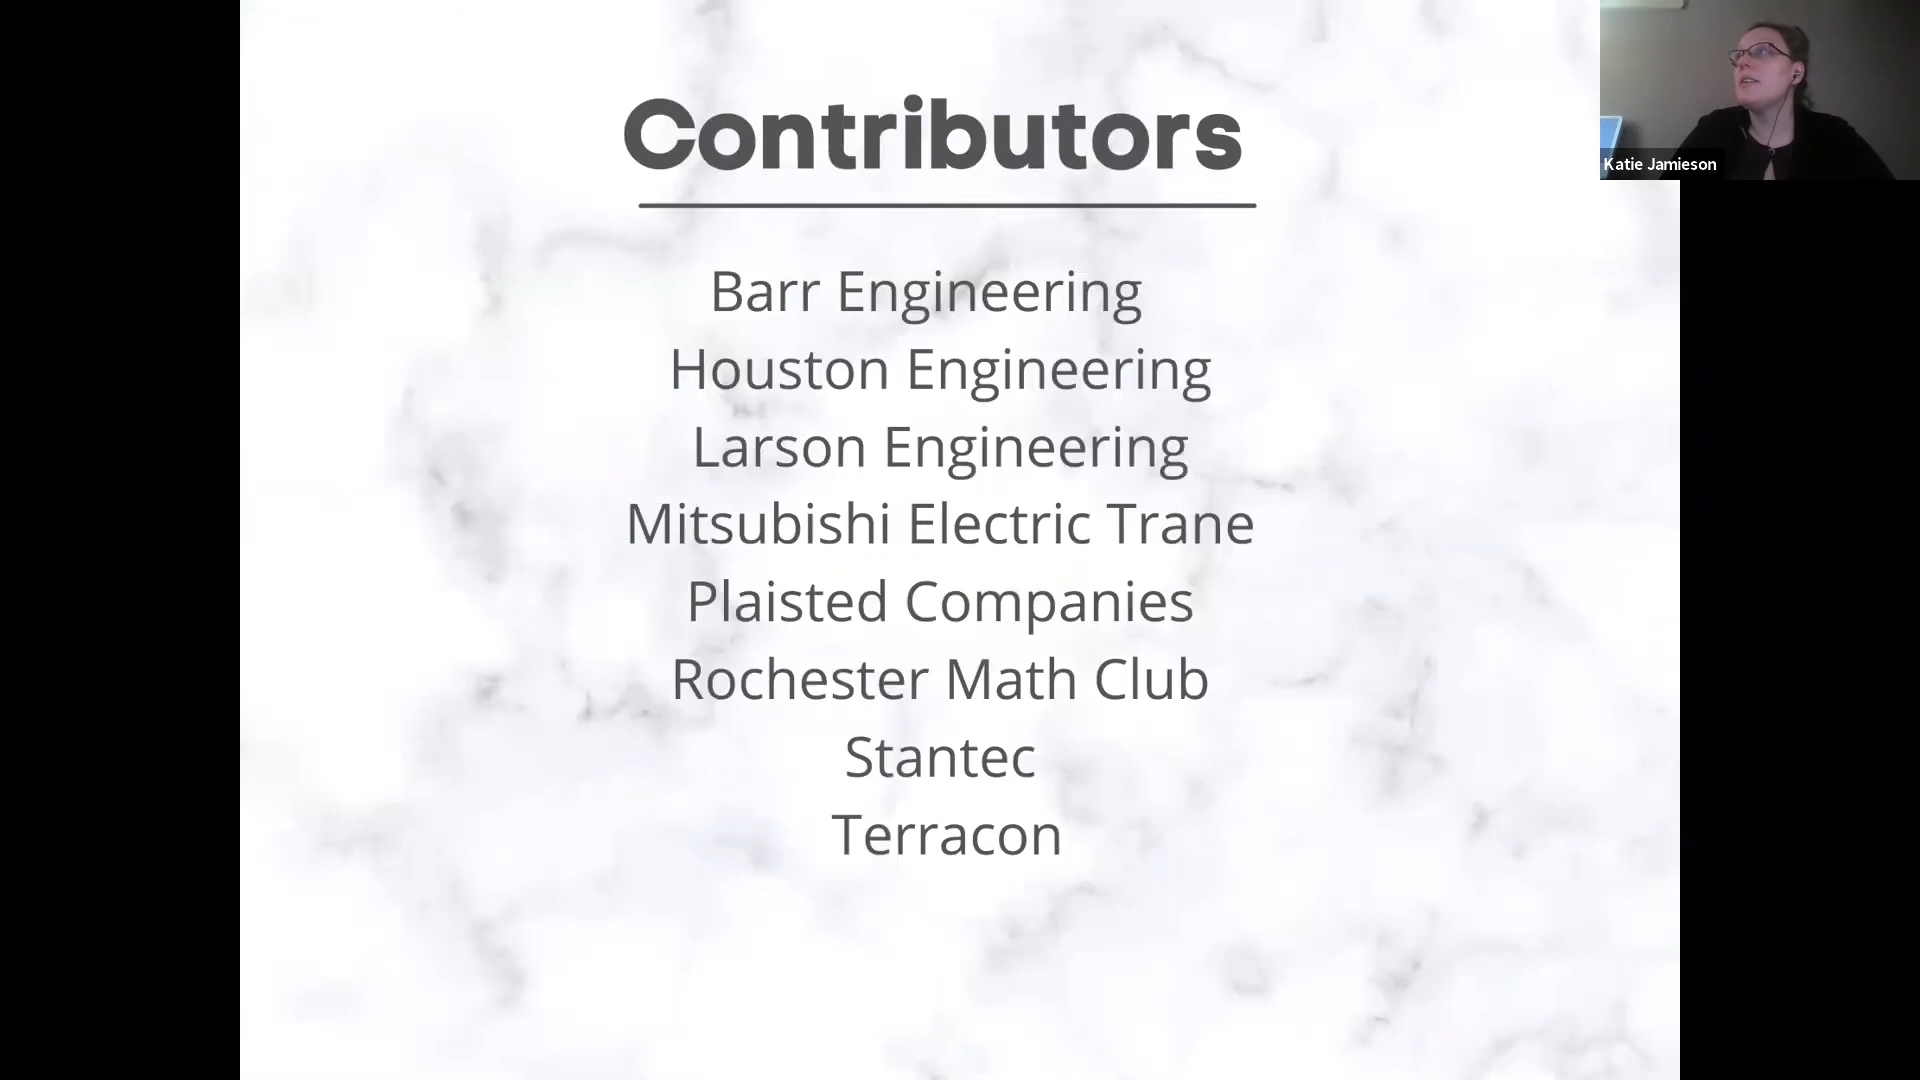 Contributors
Barr Engineering
Houston Engineering
Larson Engineering
Mitsubishi Electric Trane
Plaisted Companies
Rochester Math Club
Stantec
Terracon
Katie Jamieson